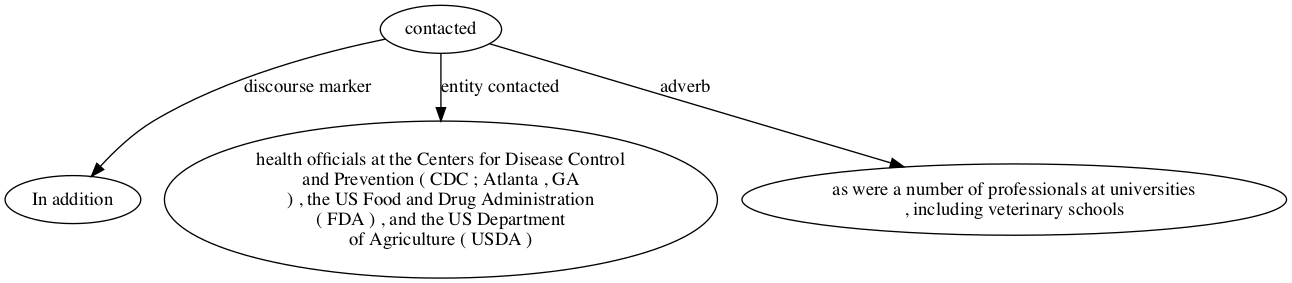 contacted
discourse marker
entity contacted
adverb
In addition
health officials at the Centers for Disease Control
and Prevention ( CDC ; Atlanta , GA
) , the US Food and Drug Administration
( FDA ) , and the US Department
of Agriculture ( USDA )
as were a number of professionals at universities
, including veterinary schools